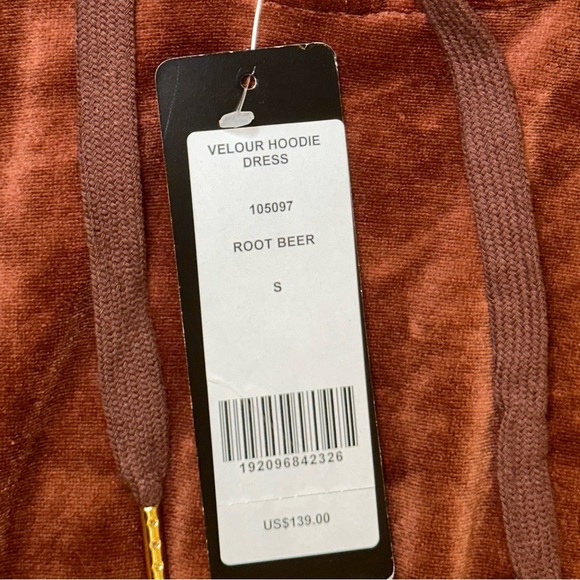 VELOUR HOODIE
DRESS
105097
ROOT BEER
S
192096842326
US$139.00